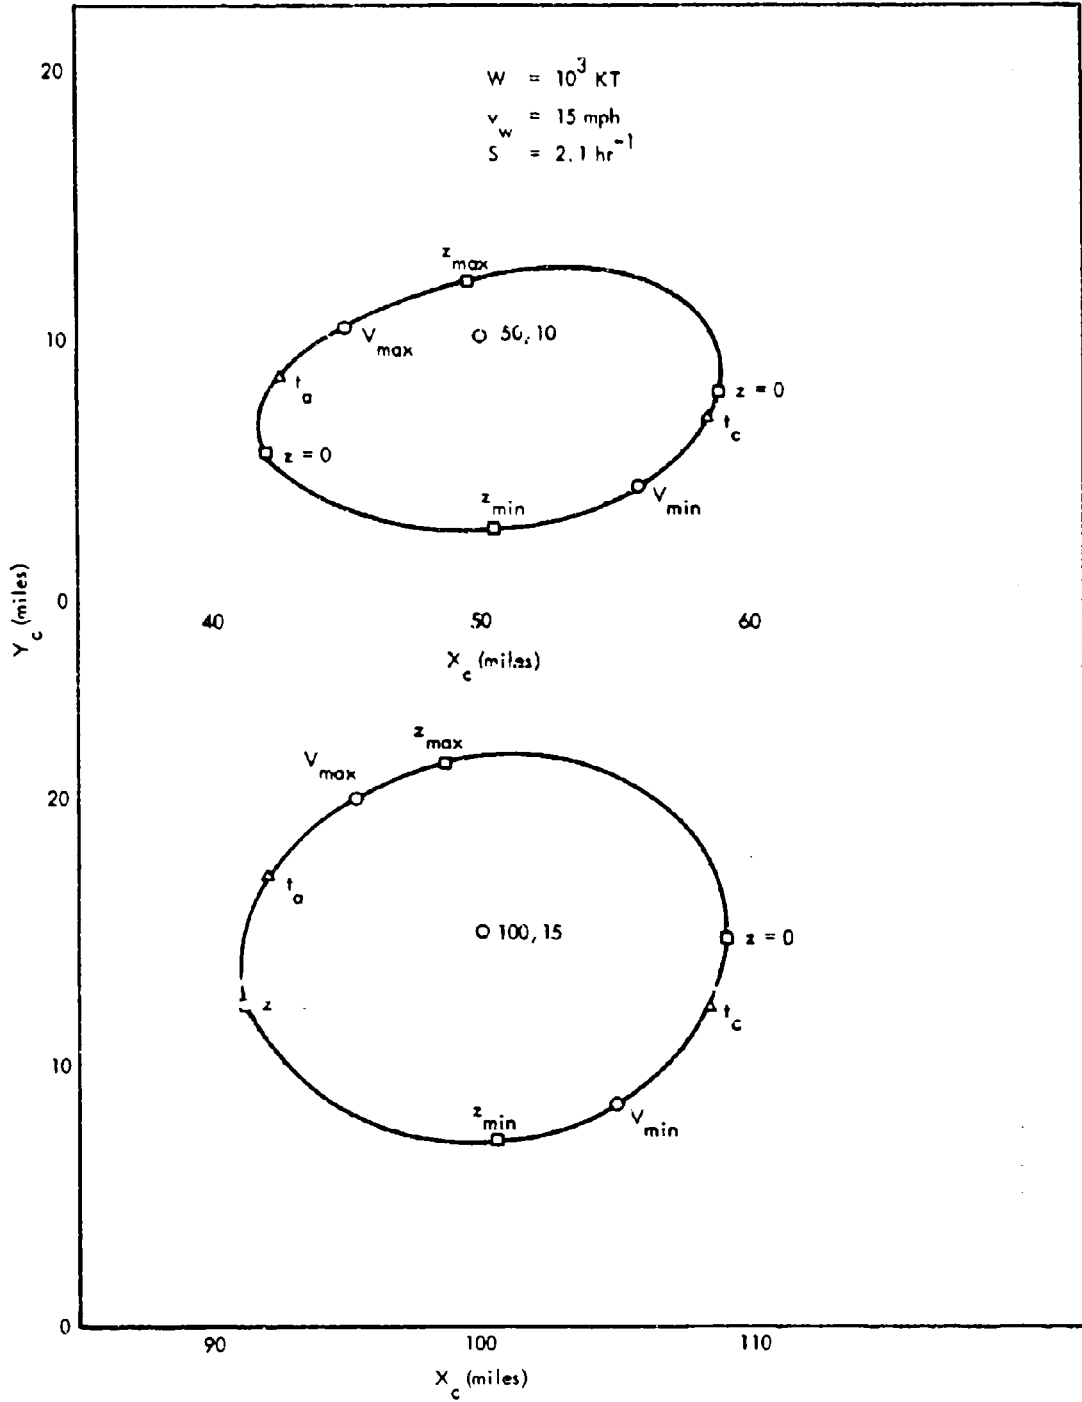 20
W = 10³ KT
v_w = 15 mph
S = 2.1 hr⁻¹
z_max
10
V_max
50, 10
t_a
z = 0
t_c
z = 0
z_min
V_min
Y_c (miles)
0
40
50
60
X_c (miles)
z_max
V_max
20
t_a
100, 15
z = 0
z
t_c
10
z_min
V_min
0
90
100
110
X_c (miles)